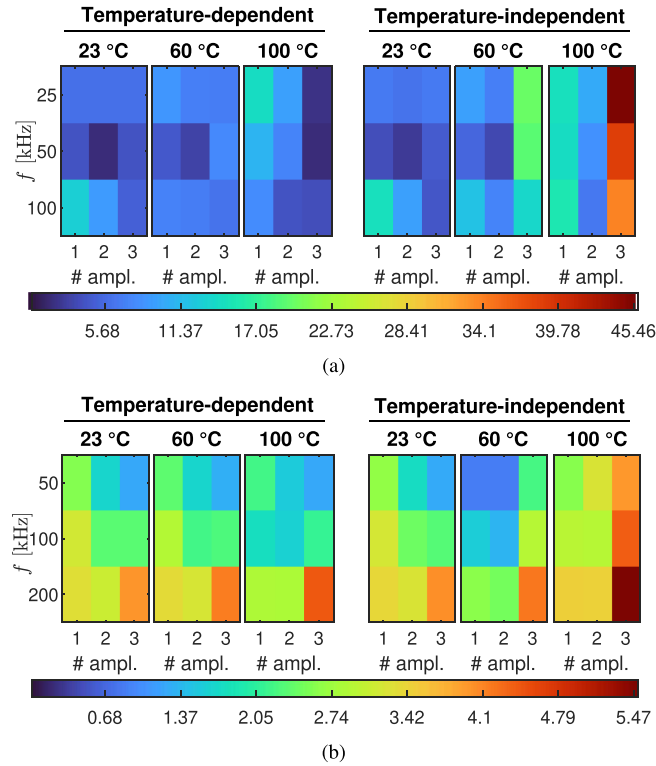 Temperature-dependent Temperature-independent
23 °C 60 °C 100 °C 23 °C 60 °C 100 °C
25
50
100
f [kHz]
1 2 3 1 2 3 1 2 3 1 2 3 1 2 3 1 2 3
# ampl. # ampl. # ampl. # ampl. # ampl. # ampl.
5.68 11.37 17.05 22.73 28.41 34.1 39.78 45.46
(a)
Temperature-dependent Temperature-independent
23 °C 60 °C 100 °C 23 °C 60 °C 100 °C
50
100
200
f [kHz]
1 2 3 1 2 3 1 2 3 1 2 3 1 2 3 1 2 3
# ampl. # ampl. # ampl. # ampl. # ampl. # ampl.
0.68 1.37 2.05 2.74 3.42 4.1 4.79 5.47
(b)